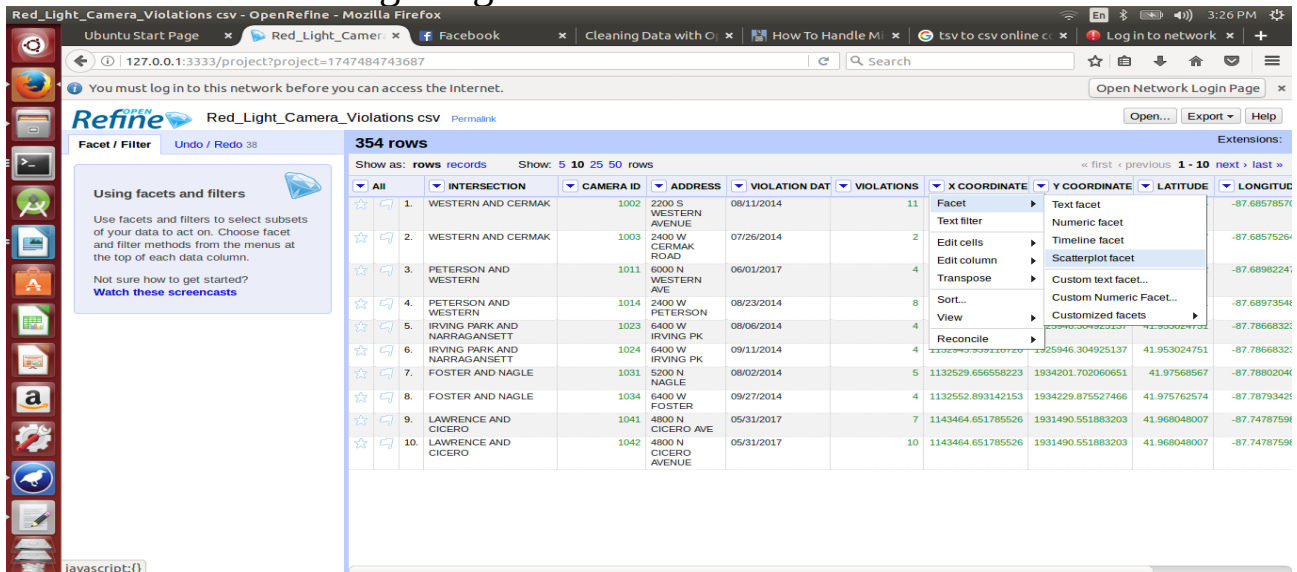 Red_Light_Camera_Violations csv - OpenRefine - Mozilla Firefox En 3:26 PM
Ubuntu Start Page × Red_Light_Camer × Facebook × Cleaning Data with O × How To Handle Mi × tsv to csv online co × Log in to network × +
127.0.0.1:3333/project?project=1747484743687 Search
You must log in to this network before you can access the Internet. Open Network Login Page ×
OPEN
Refine Red_Light_Camera_Violations csv Permalink Open... Export Help
Facet / Filter Undo / Redo 38 354 rows Extensions:
Show as: rows records Show: 5 10 25 50 rows « first ‹ previous 1 - 10 next › last »
Using facets and filters
Use facets and filters to select subsets
of your data to act on. Choose facet
and filter methods from the menus at
the top of each data column.
Not sure how to get started?
Watch these screencasts
All INTERSECTION CAMERA ID ADDRESS VIOLATION DAT VIOLATIONS X COORDINATE Y COORDINATE LATITUDE LONGITUD
1. WESTERN AND CERMAK 1002 2200 S 08/11/2014 11 -87.68578570
WESTERN
AVENUE
2. WESTERN AND CERMAK 1003 2400 W 07/26/2014 2 -87.68575264
CERMAK
ROAD
3. PETERSON AND 1011 6000 N 06/01/2017 4 -87.68982247
WESTERN WESTERN
AVE
4. PETERSON AND 1014 2400 W 08/23/2014 8 -87.68973548
WESTERN PETERSON
5. IRVING PARK AND 1023 6400 W 08/06/2014 4 -87.78668323
NARRAGANSETT IRVING PK
6. IRVING PARK AND 1024 6400 W 09/11/2014 4 1925946.304925137 41.953024751 -87.78668323
NARRAGANSETT IRVING PK
7. FOSTER AND NAGLE 1031 5200 N 08/02/2014 5 1132529.656558223 1934201.702060651 41.97568567 -87.78802040
NAGLE
8. FOSTER AND NAGLE 1034 6400 W 09/27/2014 4 1132552.893142153 1934229.875527466 41.975762574 -87.78793429
FOSTER
9. LAWRENCE AND 1041 4800 N 05/31/2017 7 1143464.651785526 1931490.551883203 41.968048007 -87.74787598
CICERO CICERO AVE
10. LAWRENCE AND 1042 4800 N 05/31/2017 10 1143464.651785526 1931490.551883203 41.968048007 -87.74787598
CICERO CICERO
AVENUE
Facet
Text filter
Edit cells
Edit column
Transpose
Sort...
View
Reconcile
Text facet
Numeric facet
Timeline facet
Scatterplot facet
Custom text facet...
Custom Numeric Facet...
Customized facets
javascript:{}